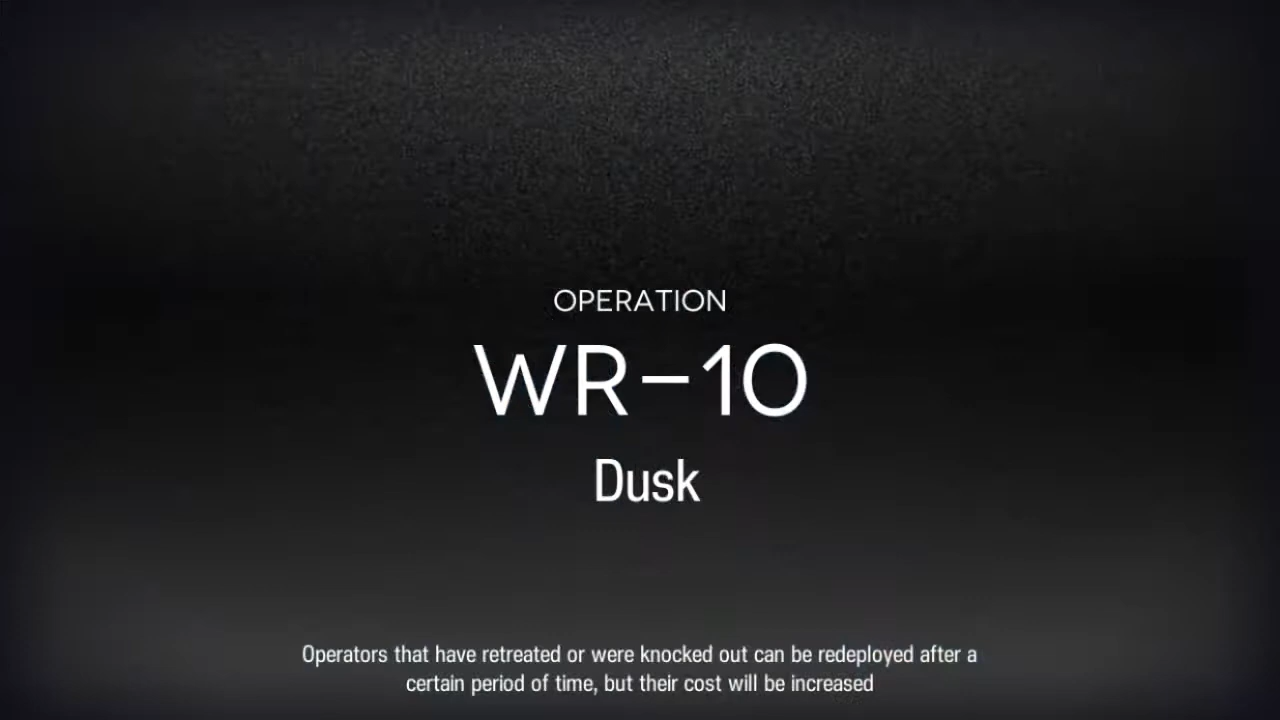 OPERATION
WR-10
Dusk
Operators that have retreated or were knocked out can be redeployed after a
certain period of time, but their cost will be increased